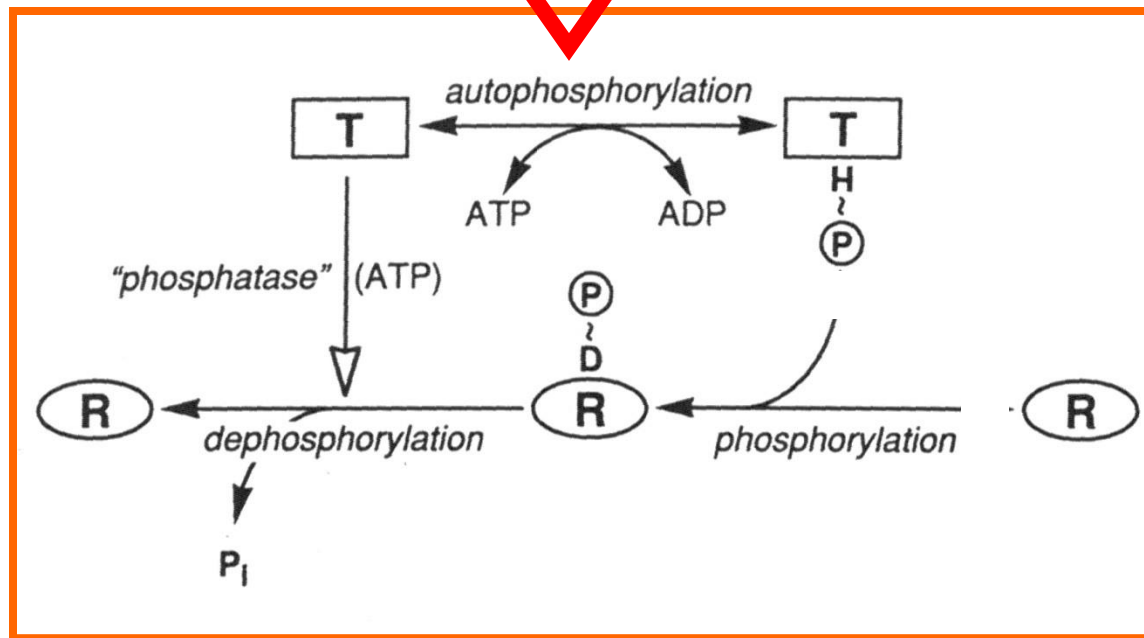 autophosphorylation
T
T
H
~
P
ATP
ADP
"phosphatase"
(ATP)
P
~
D
R
R
R
dephosphorylation
phosphorylation
Pi